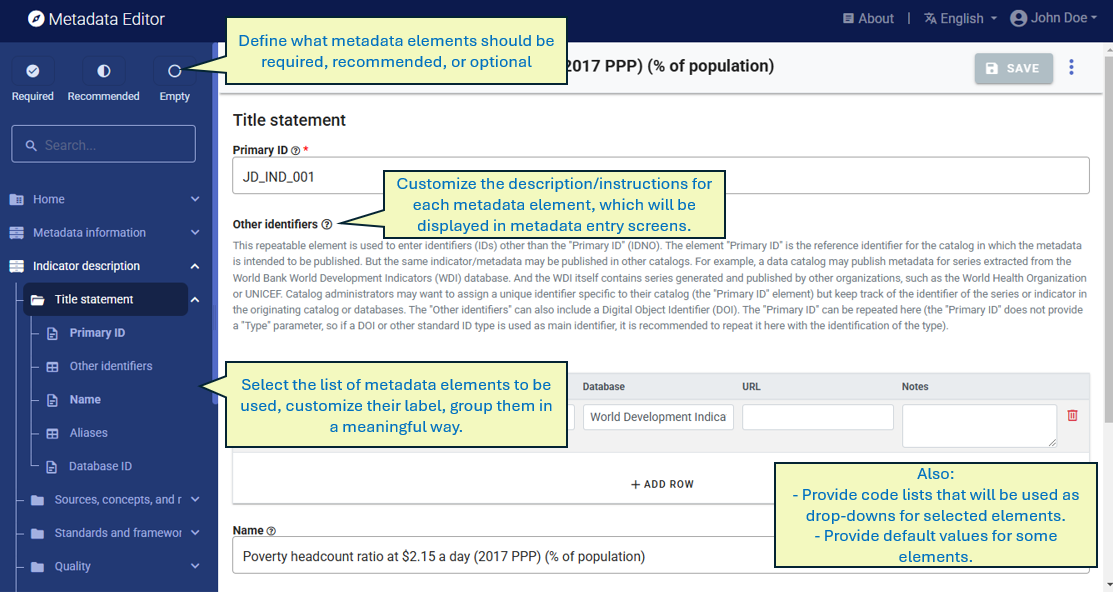 Metadata Editor
About | English John Doe
Define what metadata elements should be
required, recommended, or optional
2017 PPP) (% of population)
SAVE
Required Recommended Empty
Search...
Home
Metadata information
Indicator description
Title statement
Primary ID
Other identifiers
Name
Aliases
Database ID
Sources, concepts, and r
Standards and framewor
Quality
Title statement
Primary ID *
JD_IND_001
Customize the description/instructions for
each metadata element, which will be
displayed in metadata entry screens.
Other identifiers
This repeatable element is used to enter identifiers (IDs) other than the "Primary ID" (IDNO). The element "Primary ID" is the reference identifier for the catalog in which the metadata
is intended to be published. But the same indicator/metadata may be published in other catalogs. For example, a data catalog may publish metadata for series extracted from the
World Bank World Development Indicators (WDI) database. And the WDI itself contains series generated and published by other organizations, such as the World Health Organization
or UNICEF. Catalog administrators may want to assign a unique identifier specific to their catalog (the "Primary ID" element) but keep track of the identifier of the series or indicator in
the originating catalog or databases. The "Other identifiers" can also include a Digital Object Identifier (DOI). The "Primary ID" can be repeated here (the "Primary ID" does not provide
a "Type" parameter, so if a DOI or other standard ID type is used as main identifier, it is recommended to repeat it here with the identification of the type).
Select the list of metadata elements to be
used, customize their label, group them in
a meaningful way.
Database URL Notes
World Development Indica
+ ADD ROW
Also:
- Provide code lists that will be used as
drop-downs for selected elements.
- Provide default values for some
elements.
Name
Poverty headcount ratio at $2.15 a day (2017 PPP) (% of population)